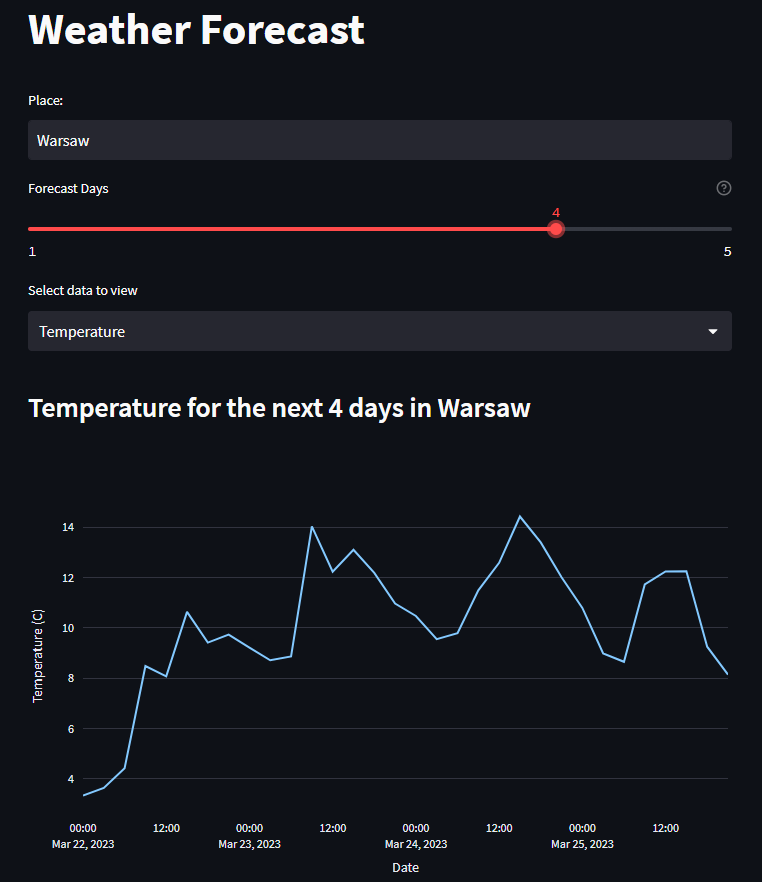 Weather Forecast
Place:
Warsaw
Forecast Days
?
4
1 5
Select data to view
Temperature
Temperature for the next 4 days in Warsaw
14
12
10
8
6
4
Temperature (C)
00:00 12:00 00:00 12:00 00:00 12:00 00:00 12:00
Mar 22, 2023 Mar 23, 2023 Mar 24, 2023 Mar 25, 2023
Date